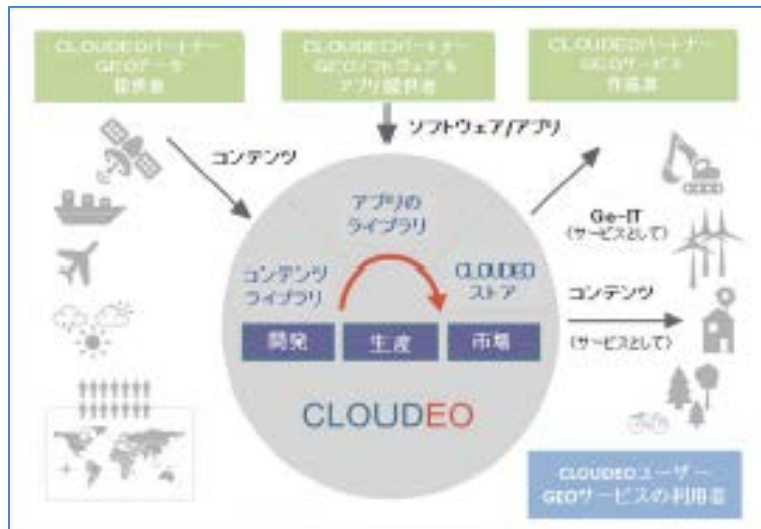 CLOUDEOパートナー
GEOデータ
提供者
CLOUDEOパートナー
GEOソフトウェア &
アプリ提供者
CLOUDEOパートナー
GEOサービス
作成者
コンテンツ
ソフトウェア/アプリ
アプリの
ライブラリ
コンテンツ
ライブラリ
CLOUDEO
ストア
開発
生産
市場
CLOUDEO
Ge-IT
(サービスとして)
コンテンツ
(サービスとして)
CLOUDEOユーザー
GEOサービスの利用者